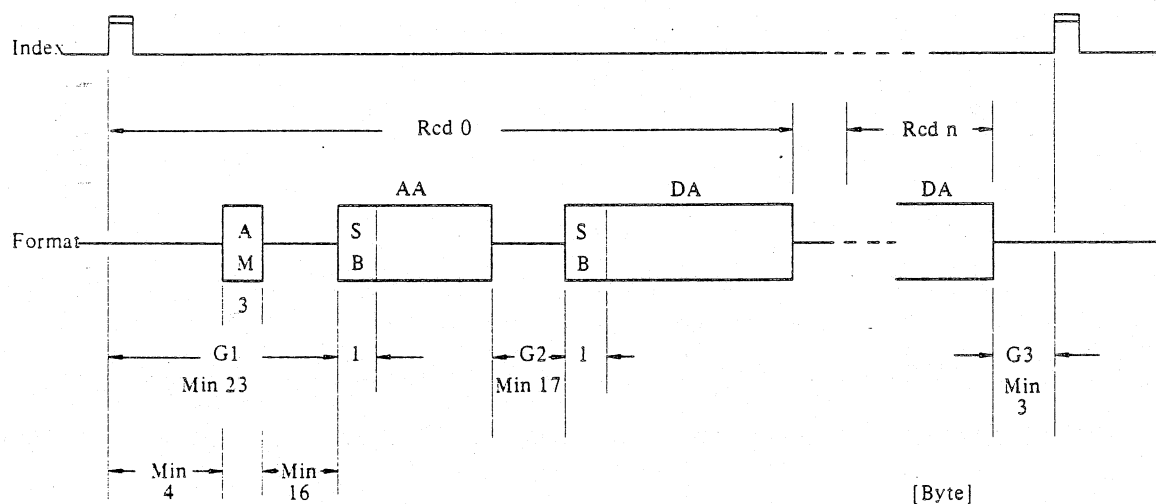 Index
Rcd 0
Rcd n
AA
DA
DA
Format
A
M
S
B
S
B
3
G1
1
G2
1
G3
Min 23
Min 17
Min
3
Min
4
Min
16
[Byte]